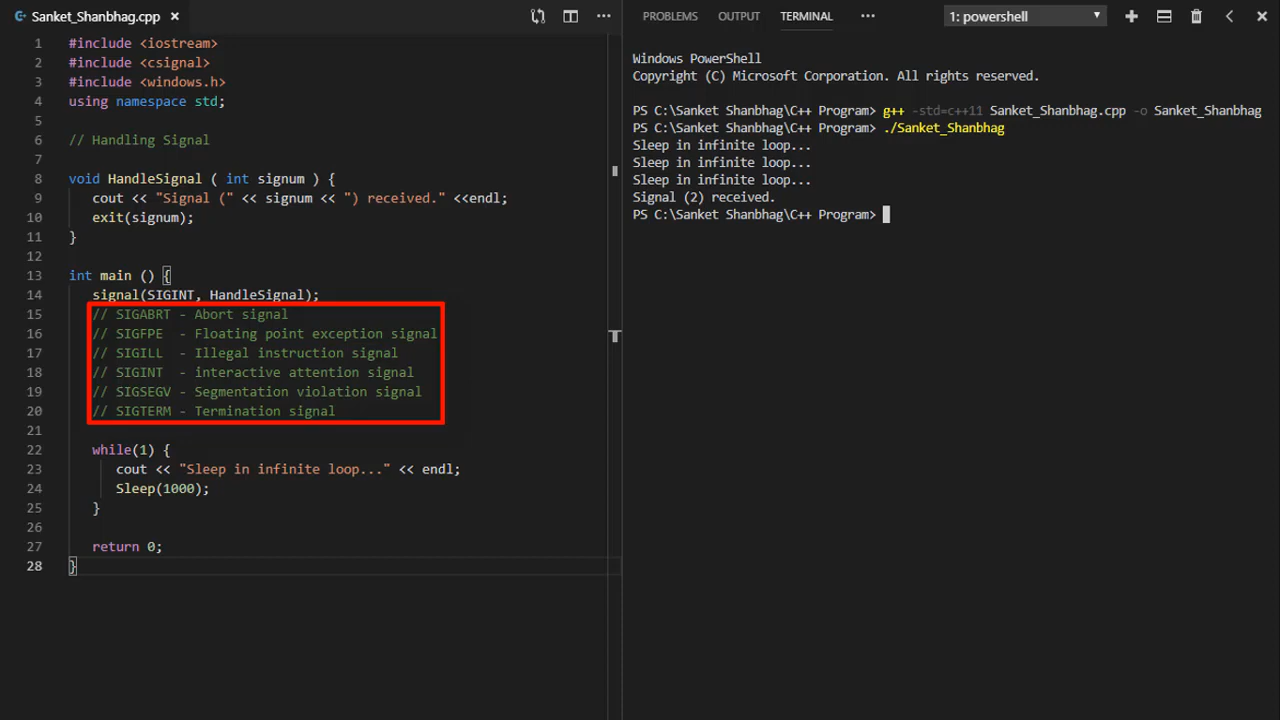 Sanket_Shanbhag.cpp
1 #include <iostream>
2 #include <csignal>
3 #include <windows.h>
4 using namespace std;
5
6 // Handling Signal
7
8 void HandleSignal ( int signum ) {
9 cout << "Signal (" << signum << ") received." <<endl;
10 exit(signum);
11 }
12
13 int main () {
14 signal(SIGINT, HandleSignal);
15 // SIGABRT - Abort signal
16 // SIGFPE - Floating point exception signal
17 // SIGILL - Illegal instruction signal
18 // SIGINT - interactive attention signal
19 // SIGSEGV - Segmentation violation signal
20 // SIGTERM - Termination signal
21
22 while(1) {
23 cout << "Sleep in infinite loop..." << endl;
24 Sleep(1000);
25 }
26
27 return 0;
28 }
PROBLEMS OUTPUT TERMINAL ... 1: powershell
Windows PowerShell
Copyright (C) Microsoft Corporation. All rights reserved.
PS C:\Sanket Shanbhag\C++ Program> g++ -std=c++11 Sanket_Shanbhag.cpp -o Sanket_Shanbhag
PS C:\Sanket Shanbhag\C++ Program> ./Sanket_Shanbhag
Sleep in infinite loop...
Sleep in infinite loop...
Sleep in infinite loop...
Signal (2) received.
PS C:\Sanket Shanbhag\C++ Program>